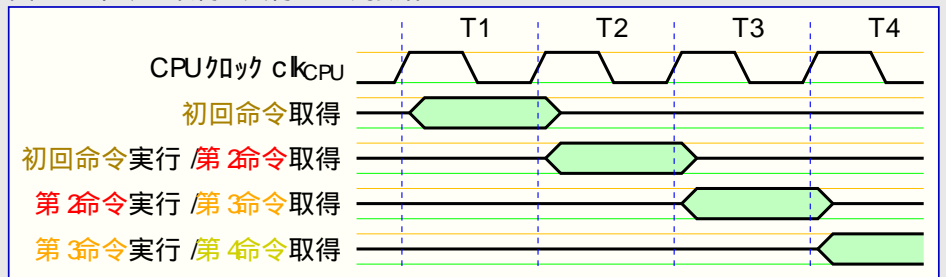 T1 T2 T3 T4
CPUクロック clkCPU
初回命令取得
初回命令実行 /第2命令取得
第2命令実行 /第3命令取得
第3命令実行 /第4命令取得